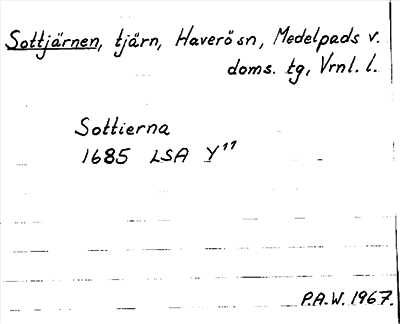 Sottjärnen, tjärn, Haverö sn, Medelpads v.
doms. tg, Vrnl. l.
Sottierna
1685 LSA Y¹¹
P.A.W. 1967.